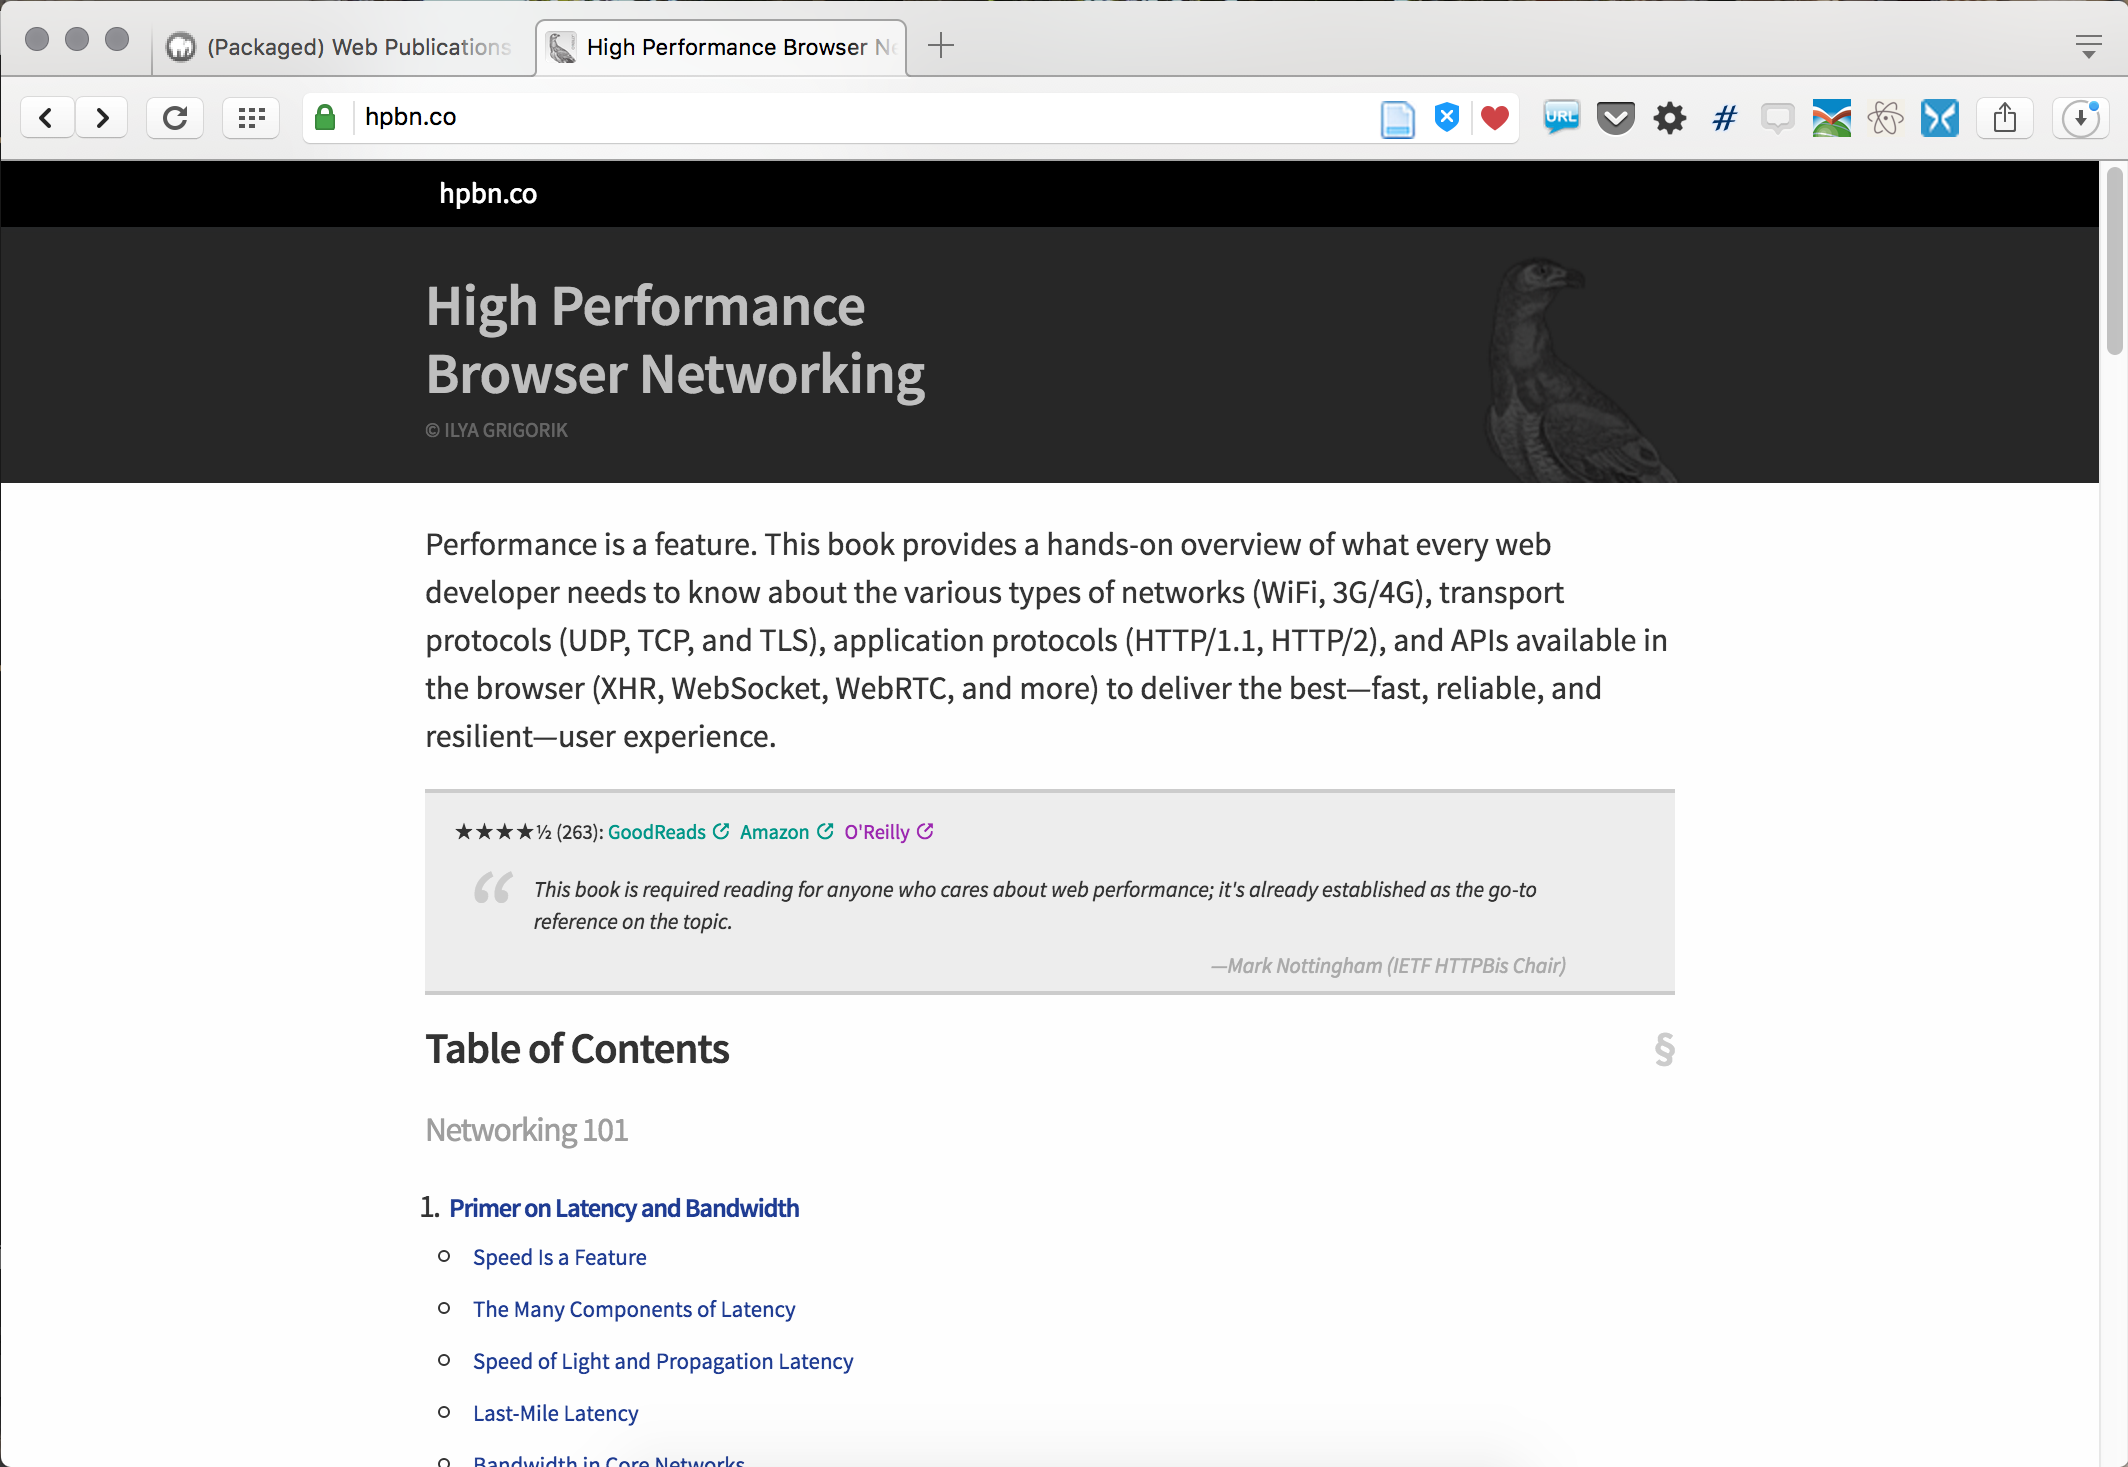 (Packaged) Web Publications
High Performance Browser Ne
hpbn.co
URL
#
hpbn.co
High Performance
Browser Networking
© ILYA GRIGORIK
Performance is a feature. This book provides a hands-on overview of what every web
developer needs to know about the various types of networks (WiFi, 3G/4G), transport
protocols (UDP, TCP, and TLS), application protocols (HTTP/1.1, HTTP/2), and APIs available in
the browser (XHR, WebSocket, WebRTC, and more) to deliver the best—fast, reliable, and
resilient—user experience.
★★★★½ (263): GoodReads Amazon O'Reilly
“ This book is required reading for anyone who cares about web performance; it's already established as the go-to
reference on the topic.
—Mark Nottingham (IETF HTTPBis Chair)
Table of Contents §
Networking 101
1. Primer on Latency and Bandwidth
Speed Is a Feature
The Many Components of Latency
Speed of Light and Propagation Latency
Last-Mile Latency
Bandwidth in Core Networks